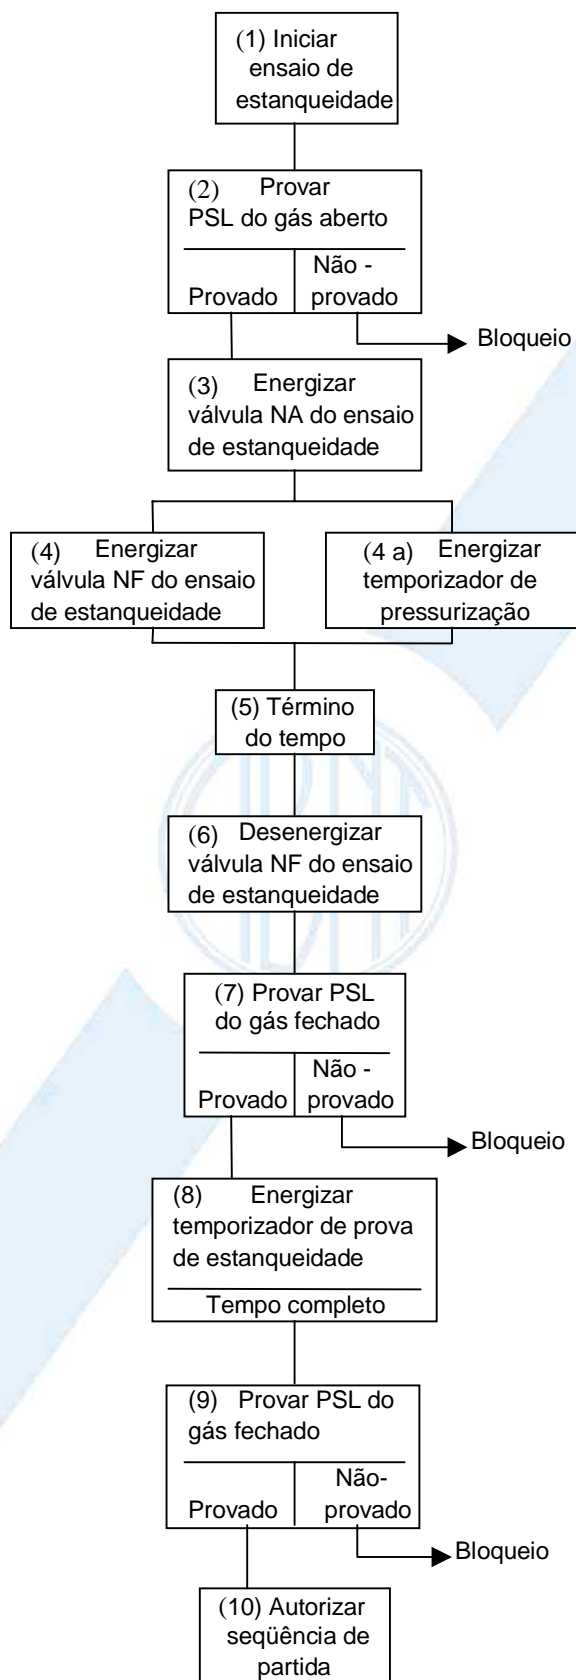 (1) Iniciar
ensaio de
estanqueidade
(2) Provar
PSL do gás aberto
Provado
Não -
provado
Bloqueio
(3) Energizar
válvula NA do ensaio
de estanqueidade
(4) Energizar
válvula NF do ensaio
de estanqueidade
(4 a) Energizar
temporizador de
pressurização
(5) Término
do tempo
(6) Desenergizar
válvula NF do ensaio
de estanqueidade
(7) Provar PSL
do gás fechado
Provado
Não -
provado
Bloqueio
(8) Energizar
temporizador de prova
de estanqueidade
Tempo completo
(9) Provar PSL do
gás fechado
Provado
Não-
provado
Bloqueio
(10) Autorizar
seqüência de
partida